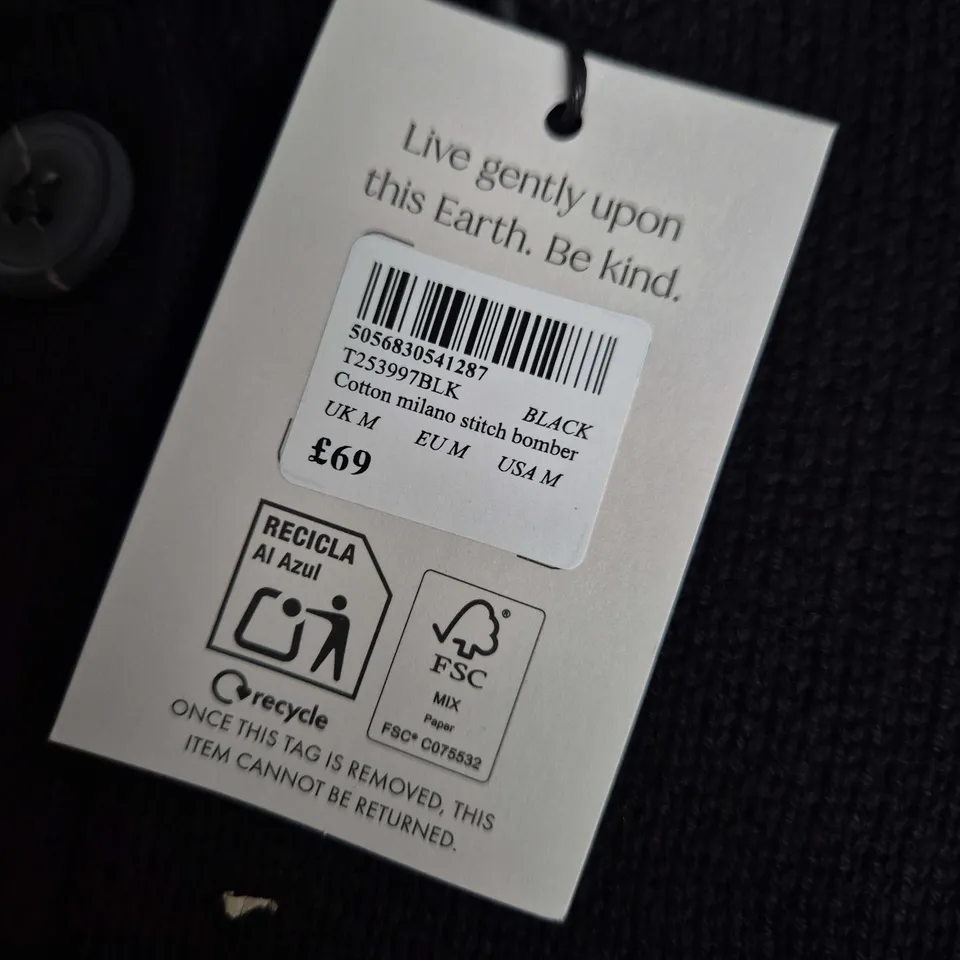 Live gently upon
this Earth. Be kind.
5056830541287
T253997BLK BLACK
Cotton milano stitch bomber
UK M EU M USA M
£69
RECICLA
Al Azul
recycle
®
FSC
MIX
Paper
FSC® C075532
ONCE THIS TAG IS REMOVED, THIS
ITEM CANNOT BE RETURNED.